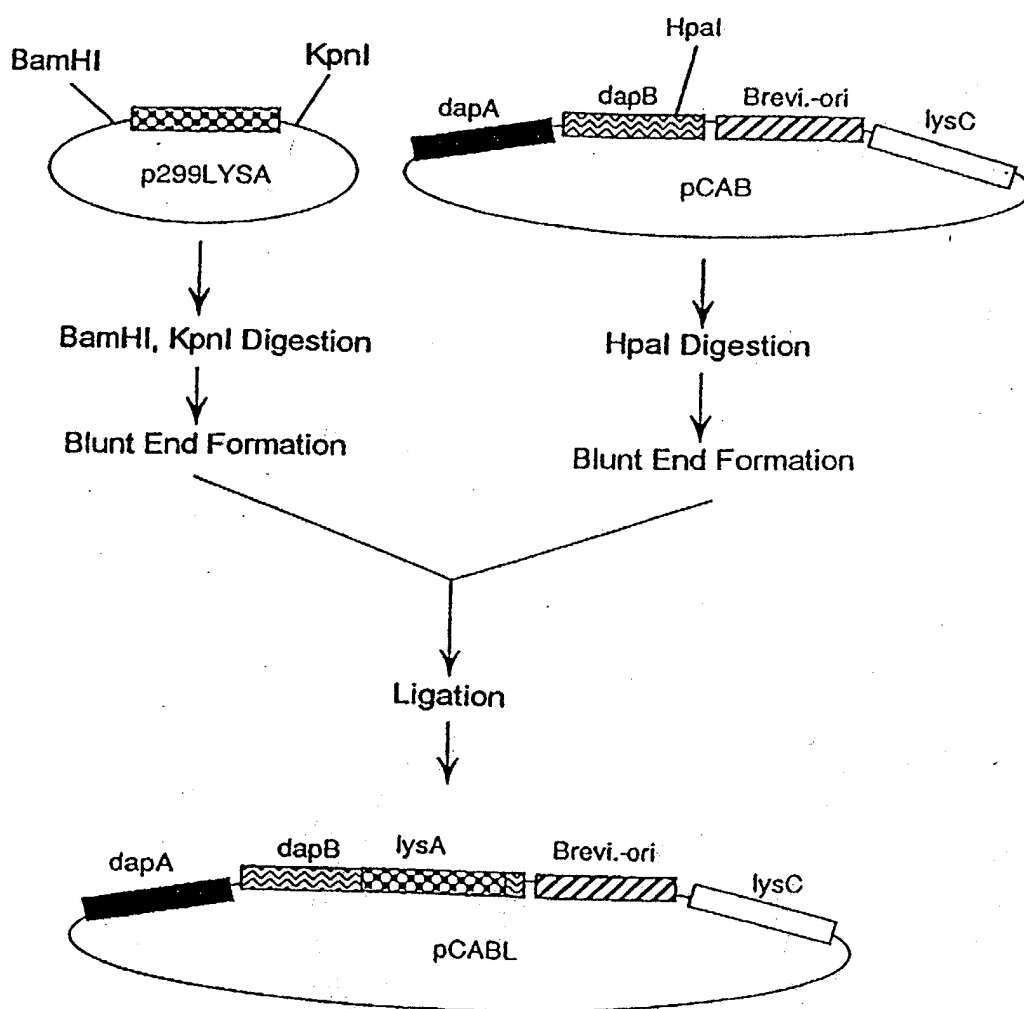 BamHI
KpnI
p299LYSA
BamHI, KpnI Digestion
Blunt End Formation
HpaI
dapA
dapB
Brevi.-ori
lysC
pCAB
HpaI Digestion
Blunt End Formation
Ligation
dapA
dapB
lysA
Brevi.-ori
lysC
pCABL